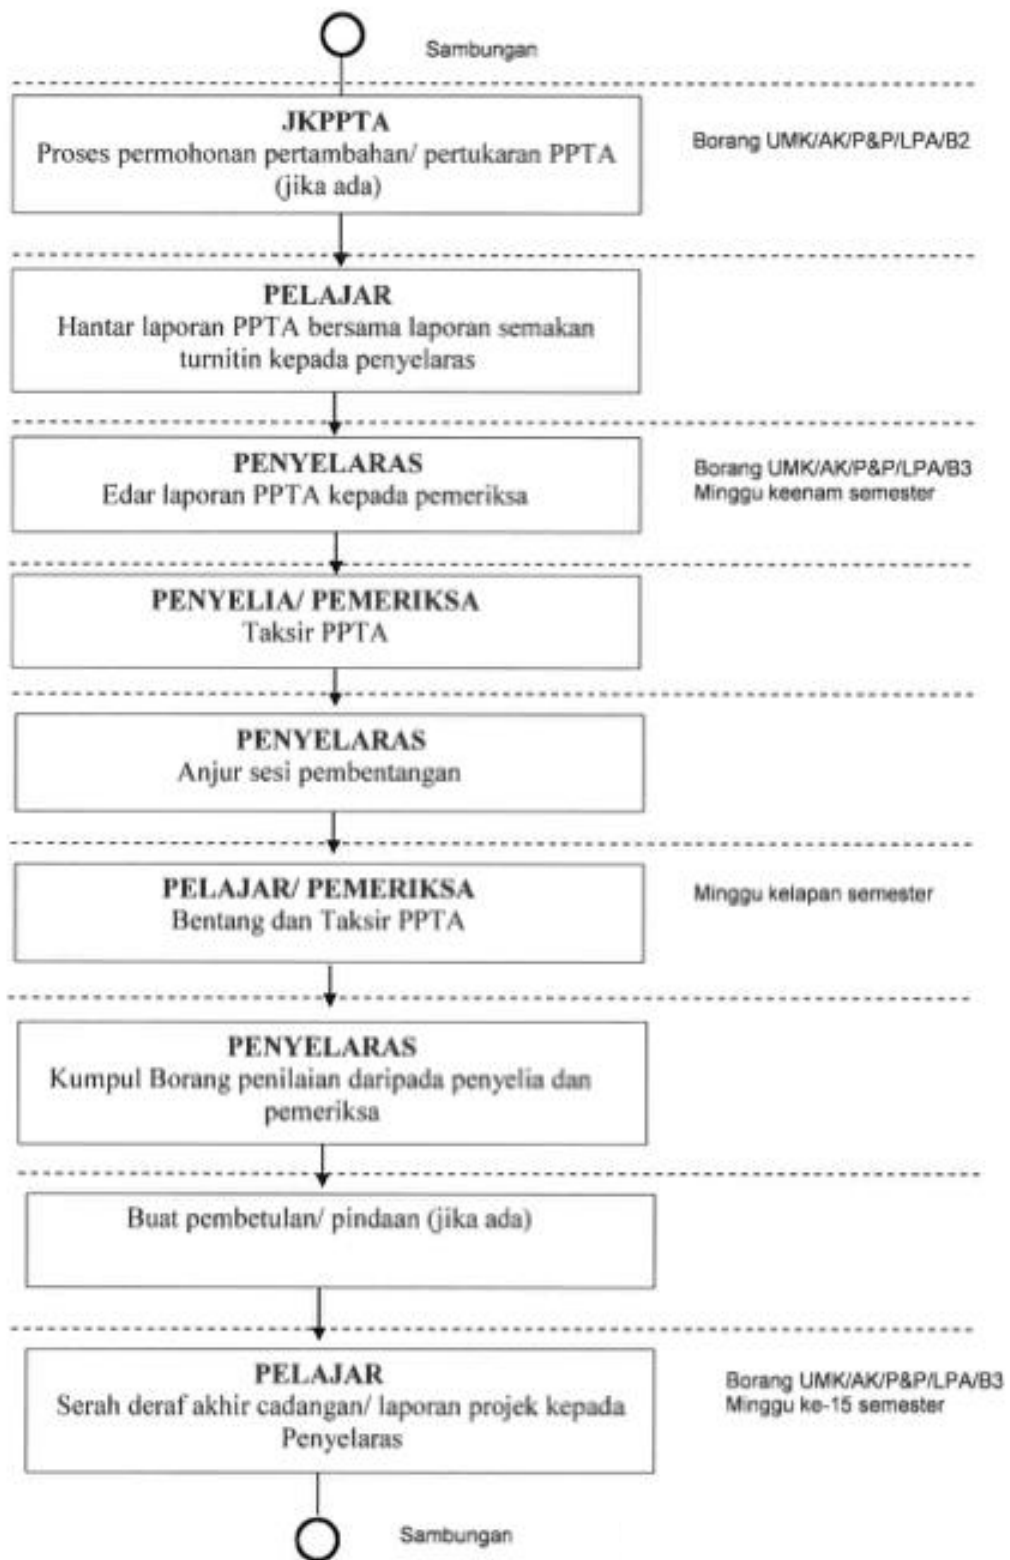 Sambungan
JKPPTA
Proses permohonan pertambahan/ pertukaran PPTA
(jika ada)
Borang UMK/AK/P&P/LPA/B2
PELAJAR
Hantar laporan PPTA bersama laporan semakan
turnitin kepada penyelaras
PENYELARAS
Edar laporan PPTA kepada pemeriksa
Borang UMK/AK/P&P/LPA/B3
Minggu keenam semester
PENYELIA/ PEMERIKSA
Taksir PPTA
PENYELARAS
Anjur sesi pembentangan
PELAJAR/ PEMERIKSA
Bentang dan Taksir PPTA
Minggu kelapan semester
PENYELARAS
Kumpul Borang penilaian daripada penyelia dan
pemeriksa
Buat pembetulan/ pindaan (jika ada)
PELAJAR
Serah deraf akhir cadangan/ laporan projek kepada
Penyelaras
Borang UMK/AK/P&P/LPA/B3
Minggu ke-15 semester
Sambungan